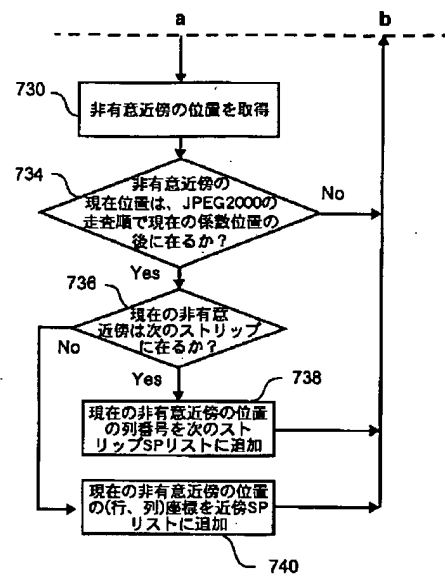 a
b
730
非有意近傍の位置を取得
734
非有意近傍の
現在位置は、JPEG2000の
走査順で現在の係数位置の
後に在るか?
No
Yes
736
現在の非有意
近傍は次のストリップ
に在るか?
No
Yes
738
現在の非有意近傍の位置
の列番号を次のスト
リップSPリストに追加
現在の非有意近傍の位置
の(行、列)座標を近傍SP
リストに追加
740